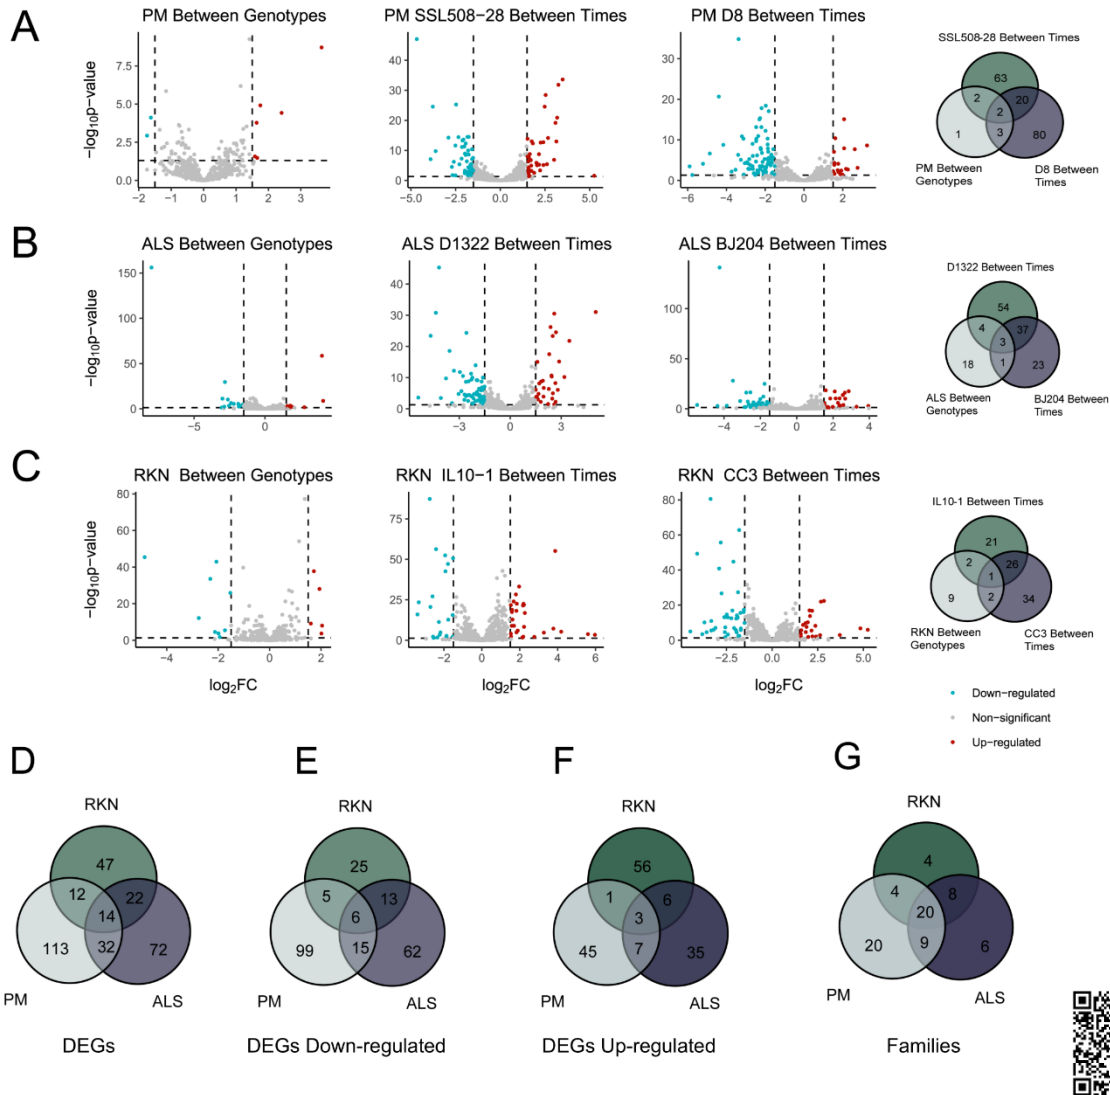 A
PM Between Genotypes
PM SSL508−28 Between Times
PM D8 Between Times
−log10p−value
0.0
2.5
5.0
7.5
−2 −1 0 1 2 3
0
10
20
30
40
−5.0 −2.5 0.0 2.5 5.0
0
10
20
30
−6 −4 −2 0 2
SSL508-28 Between Times
63
2
20
2
1
3
80
PM Between
Genotypes
D8 Between
Times
B
ALS Between Genotypes
ALS D1322 Between Times
ALS BJ204 Between Times
−log10p−value
0
50
100
150
−5 0
0
10
20
30
40
−3 0 3
0
50
100
−4 −2 0 2 4
D1322 Between Times
54
4
37
3
18
1
23
ALS Between
Genotypes
BJ204 Between
Times
C
RKN Between Genotypes
RKN IL10−1 Between Times
RKN CC3 Between Times
−log10p−value
0
20
40
60
80
−4 −2 0 2
log2FC
0
25
50
75
−2 0 2 4 6
log2FC
0
20
40
60
80
−2.5 0.0 2.5 5.0
log2FC
IL10-1 Between Times
21
2
26
1
9
2
34
RKN Between
Genotypes
CC3 Between
Times
Down−regulated
Non−significant
Up−regulated
D
RKN
47
12
22
14
113
32
72
PM
ALS
DEGs
E
RKN
25
5
13
6
99
15
62
PM
ALS
DEGs Down-regulated
F
RKN
56
1
6
3
45
7
35
PM
ALS
DEGs Up-regulated
G
RKN
4
4
8
20
20
9
6
PM
ALS
Families